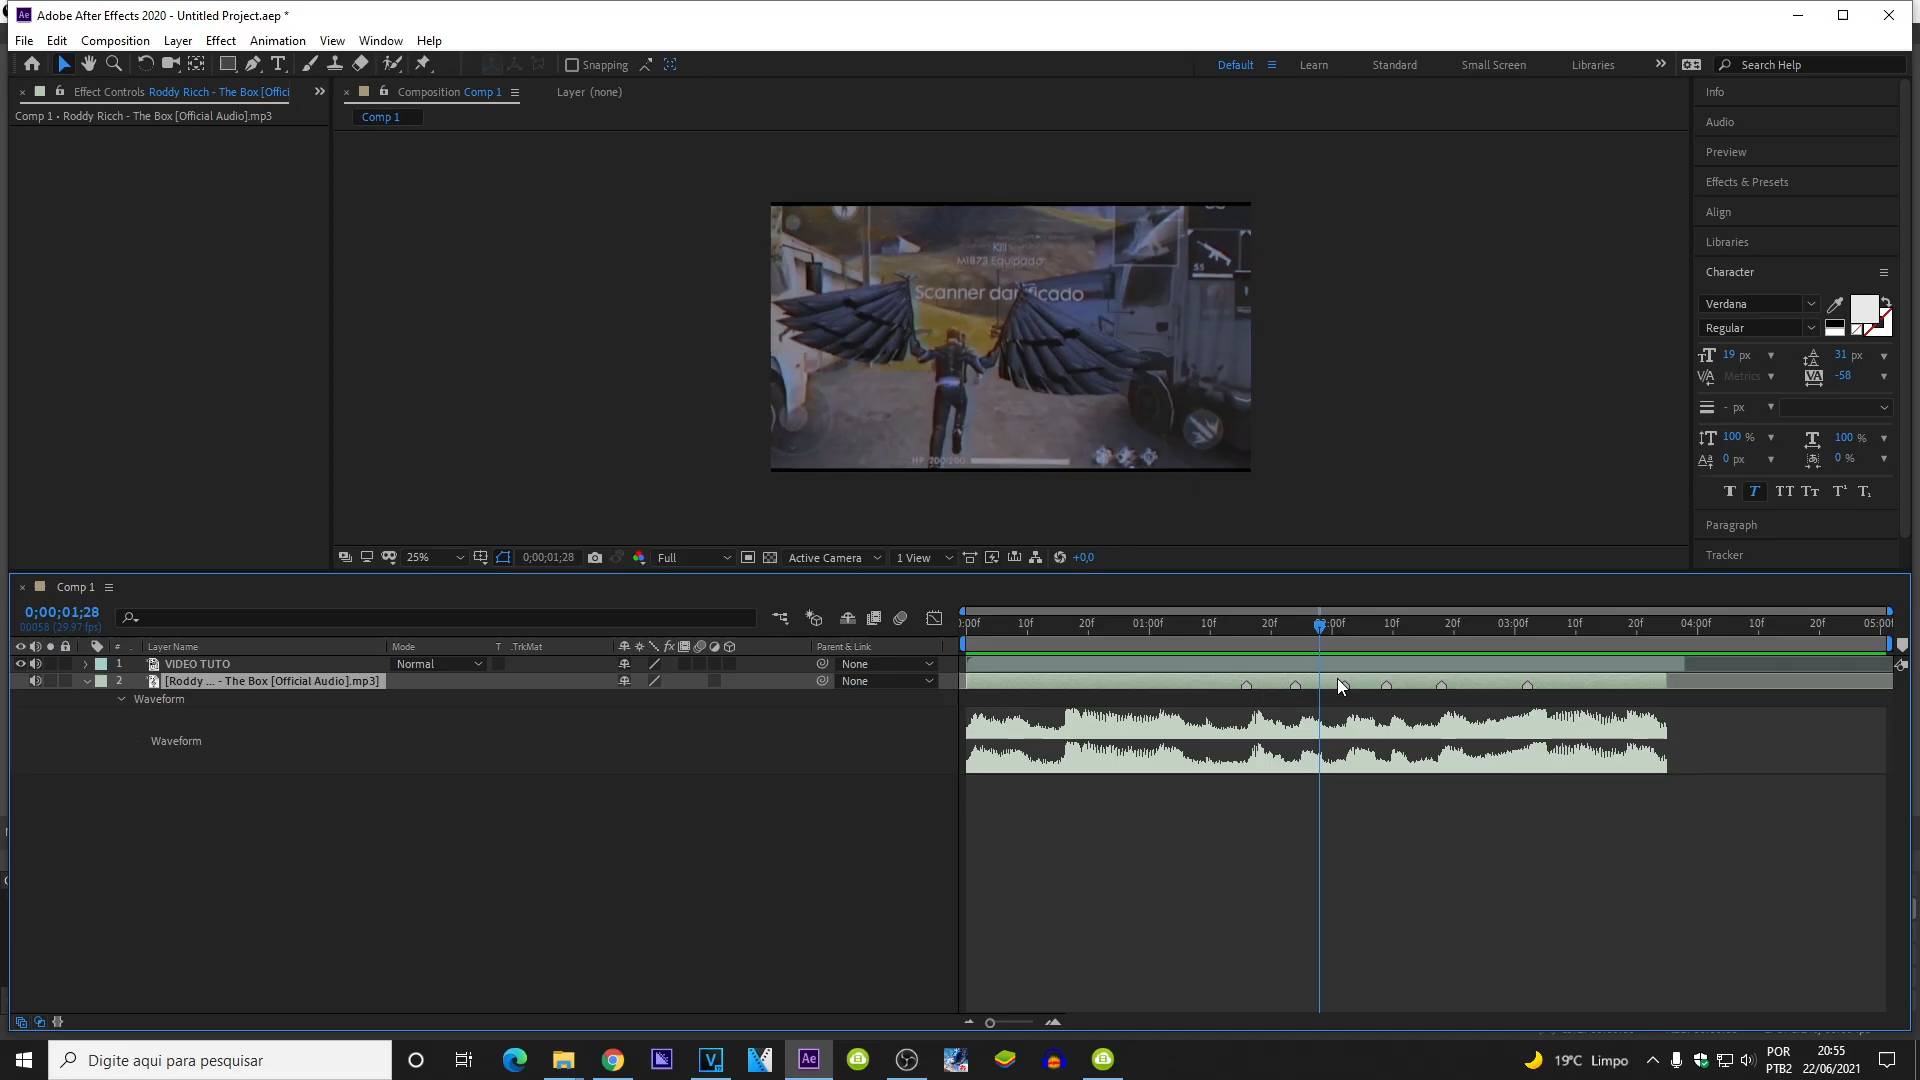 Adobe After Effects 2020 - Untitled Project.aep *
File Edit Composition Layer Effect Animation View Window Help
Snapping
Default Learn Standard Small Screen Libraries
Search Help
Effect Controls Roddy Ricch - The Box [Offici
Composition Comp 1
Layer (none)
Comp 1 • Roddy Ricch - The Box [Official Audio].mp3
Comp 1
Info
Audio
Preview
Effects & Presets
Align
Libraries
Character
Verdana
Regular
19 px
31 px
Metrics
-58
- px
100 %
100 %
0 px
0 %
Paragraph
Tracker
Kill
M1873 Equipado
55
HP 200/200
25%
0;00;01;28
Full
Active Camera
1 View
+0,0
Comp 1
0;00;01;28
00058 (29.97 fps)
# Layer Name Mode T .TrkMat Parent & Link
1 VIDEO TUTO Normal None
2 [Roddy ... - The Box [Official Audio].mp3] None
Waveform
Waveform
10f 20f 01:00f 10f 20f 10f 20f 03:00f 10f 20f 04:00f 10f 20f 05:00f
Digite aqui para pesquisar
19°C Limpo
POR
PTB2
20:55
22/06/2021